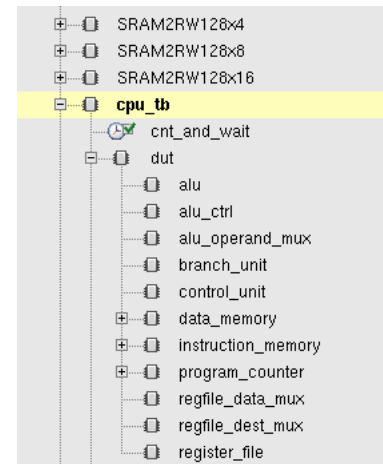 SRAM2RW128x4
SRAM2RW128x8
SRAM2RW128x16
cpu_tb
cnt_and_wait
dut
alu
alu_ctrl
alu_operand_mux
branch_unit
control_unit
data_memory
instruction_memory
program_counter
regfile_data_mux
regfile_dest_mux
register_file